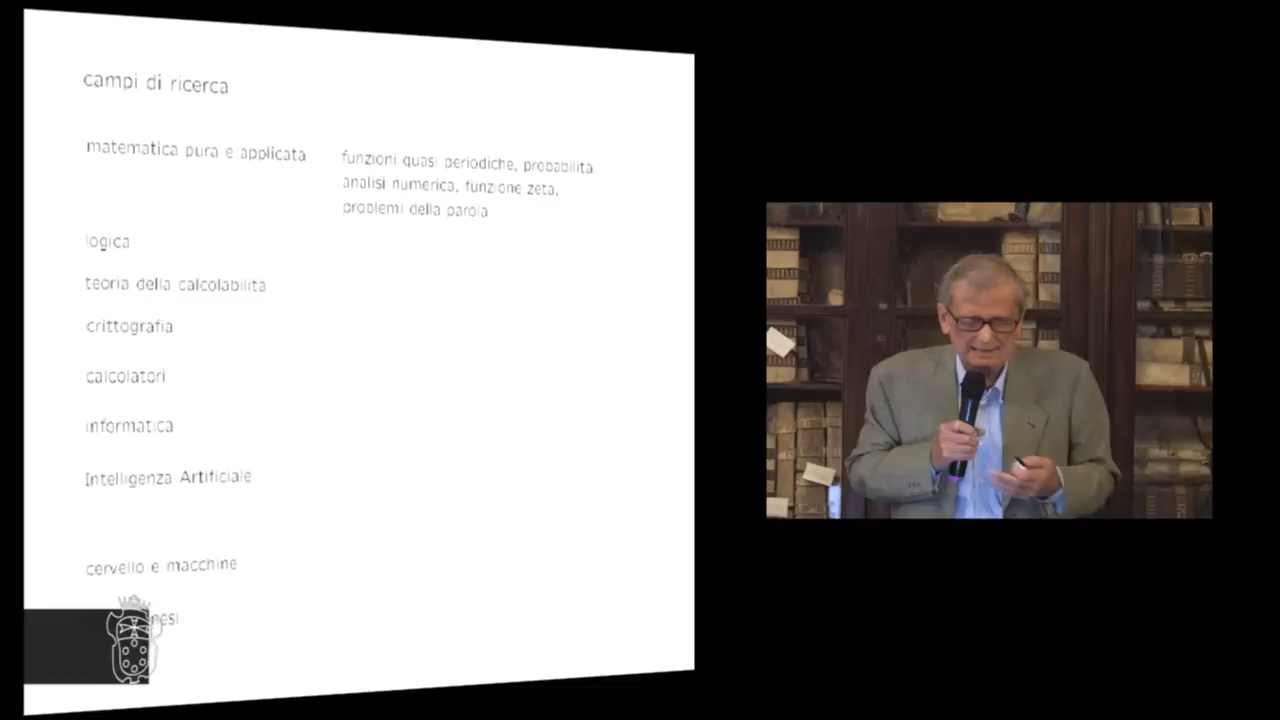 campi di ricerca
matematica pura e applicata
funzioni quasi periodiche, probabilità
analisi numerica, funzione zeta,
problemi della parola
logica
teoria della calcolabilità
crittografia
calcolatori
informatica
Intelligenza Artificiale
cervello e macchine